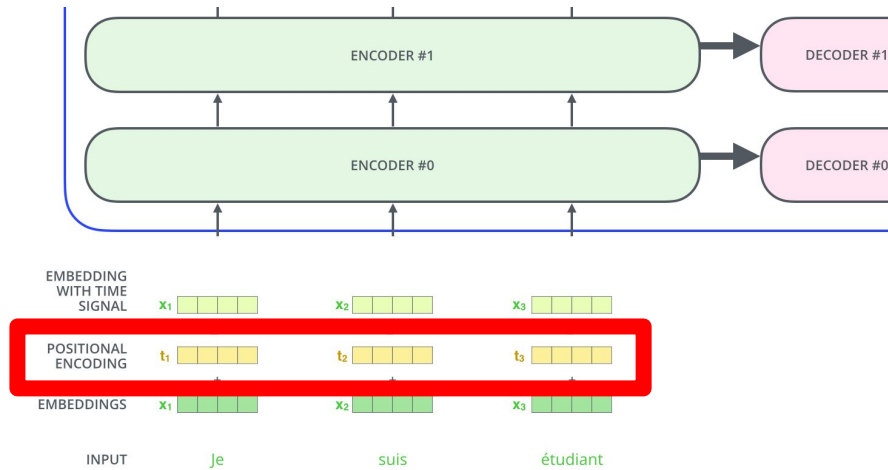 ENCODER #1
DECODER #1
ENCODER #0
DECODER #0
EMBEDDING
WITH TIME
SIGNAL
x₁
x₂
x₃
POSITIONAL
ENCODING
t₁
t₂
t₃
+ + +
EMBEDDINGS
x₁
x₂
x₃
INPUT
Je
suis
étudiant